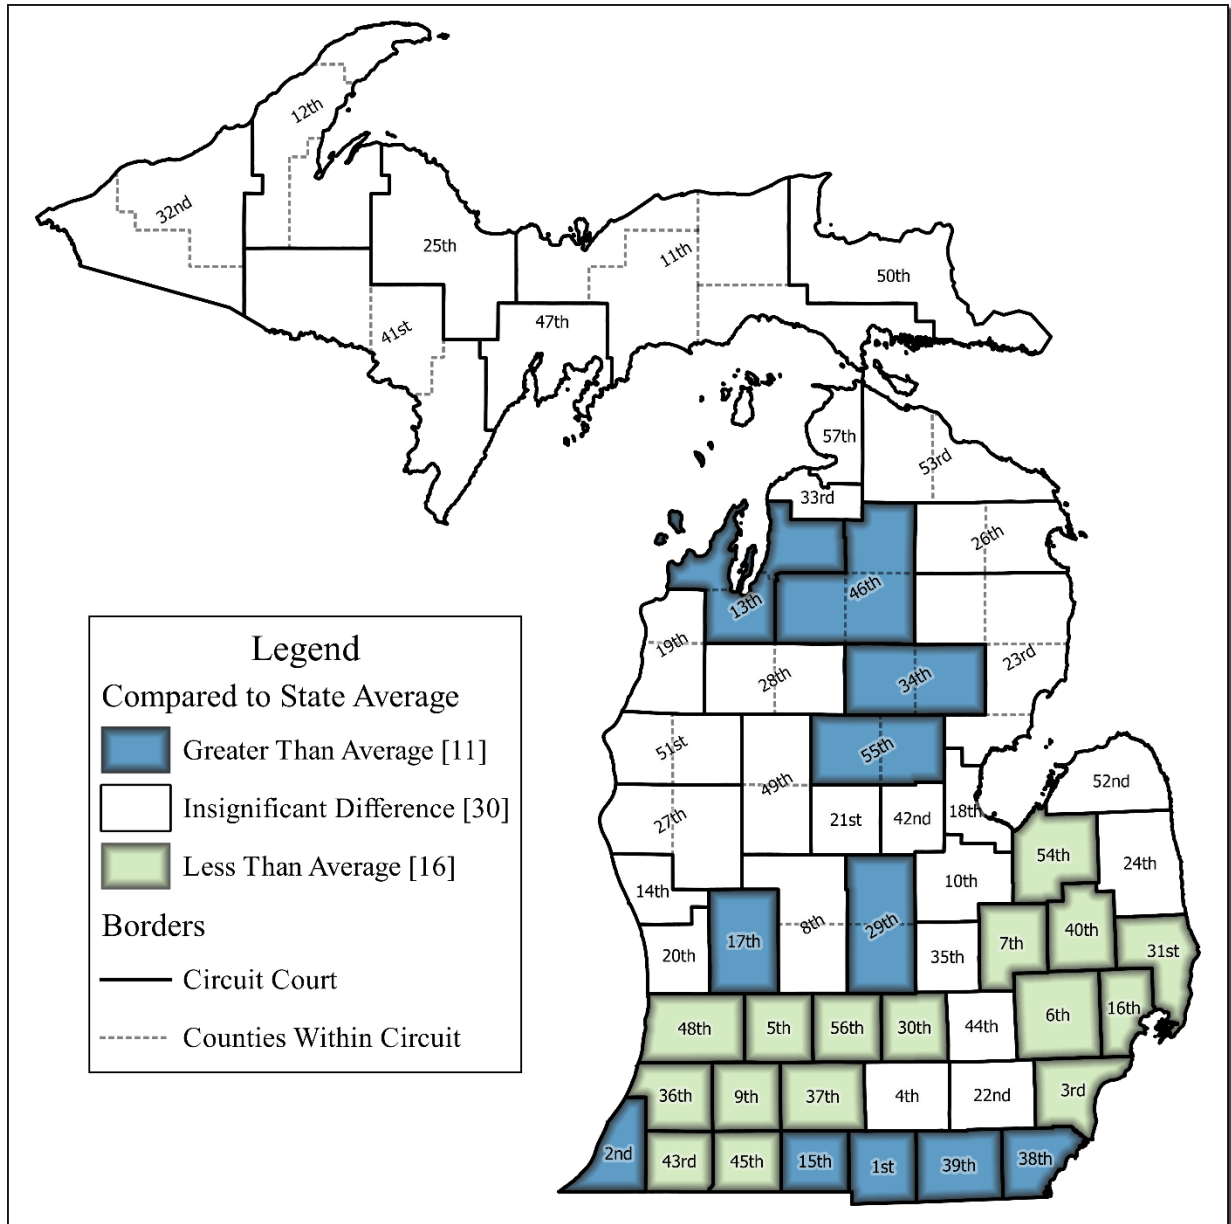 12th
32nd
25th
11th
50th
41st
47th
57th
53rd
33rd
26th
13th
46th
19th
23rd
28th
34th
51st
55th
49th
52nd
27th
21st
42nd
18th
54th
24th
14th
10th
8th
29th
17th
40th
7th
31st
20th
35th
48th
5th
56th
30th
44th
6th
16th
36th
9th
37th
4th
22nd
3rd
2nd
43rd
45th
15th
1st
39th
38th
Legend
Compared to State Average
Greater Than Average [11]
Insignificant Difference [30]
Less Than Average [16]
Borders
Circuit Court
Counties Within Circuit